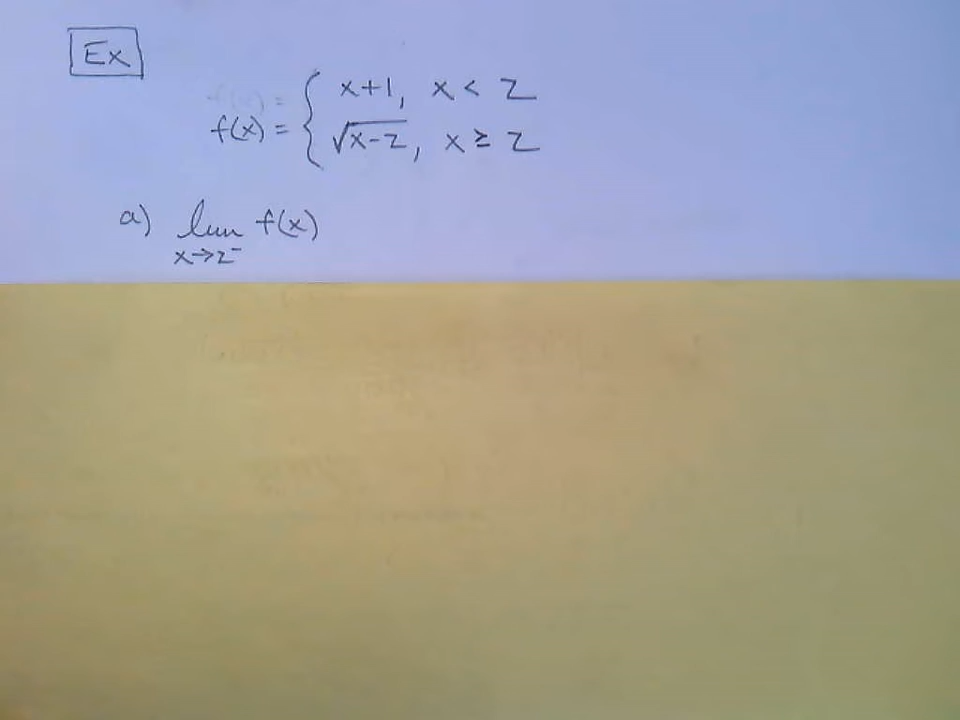 Ex
x+1, x < 2
f(x) = {
√x-2, x ≥ 2
a) lim f(x)
x→2⁻